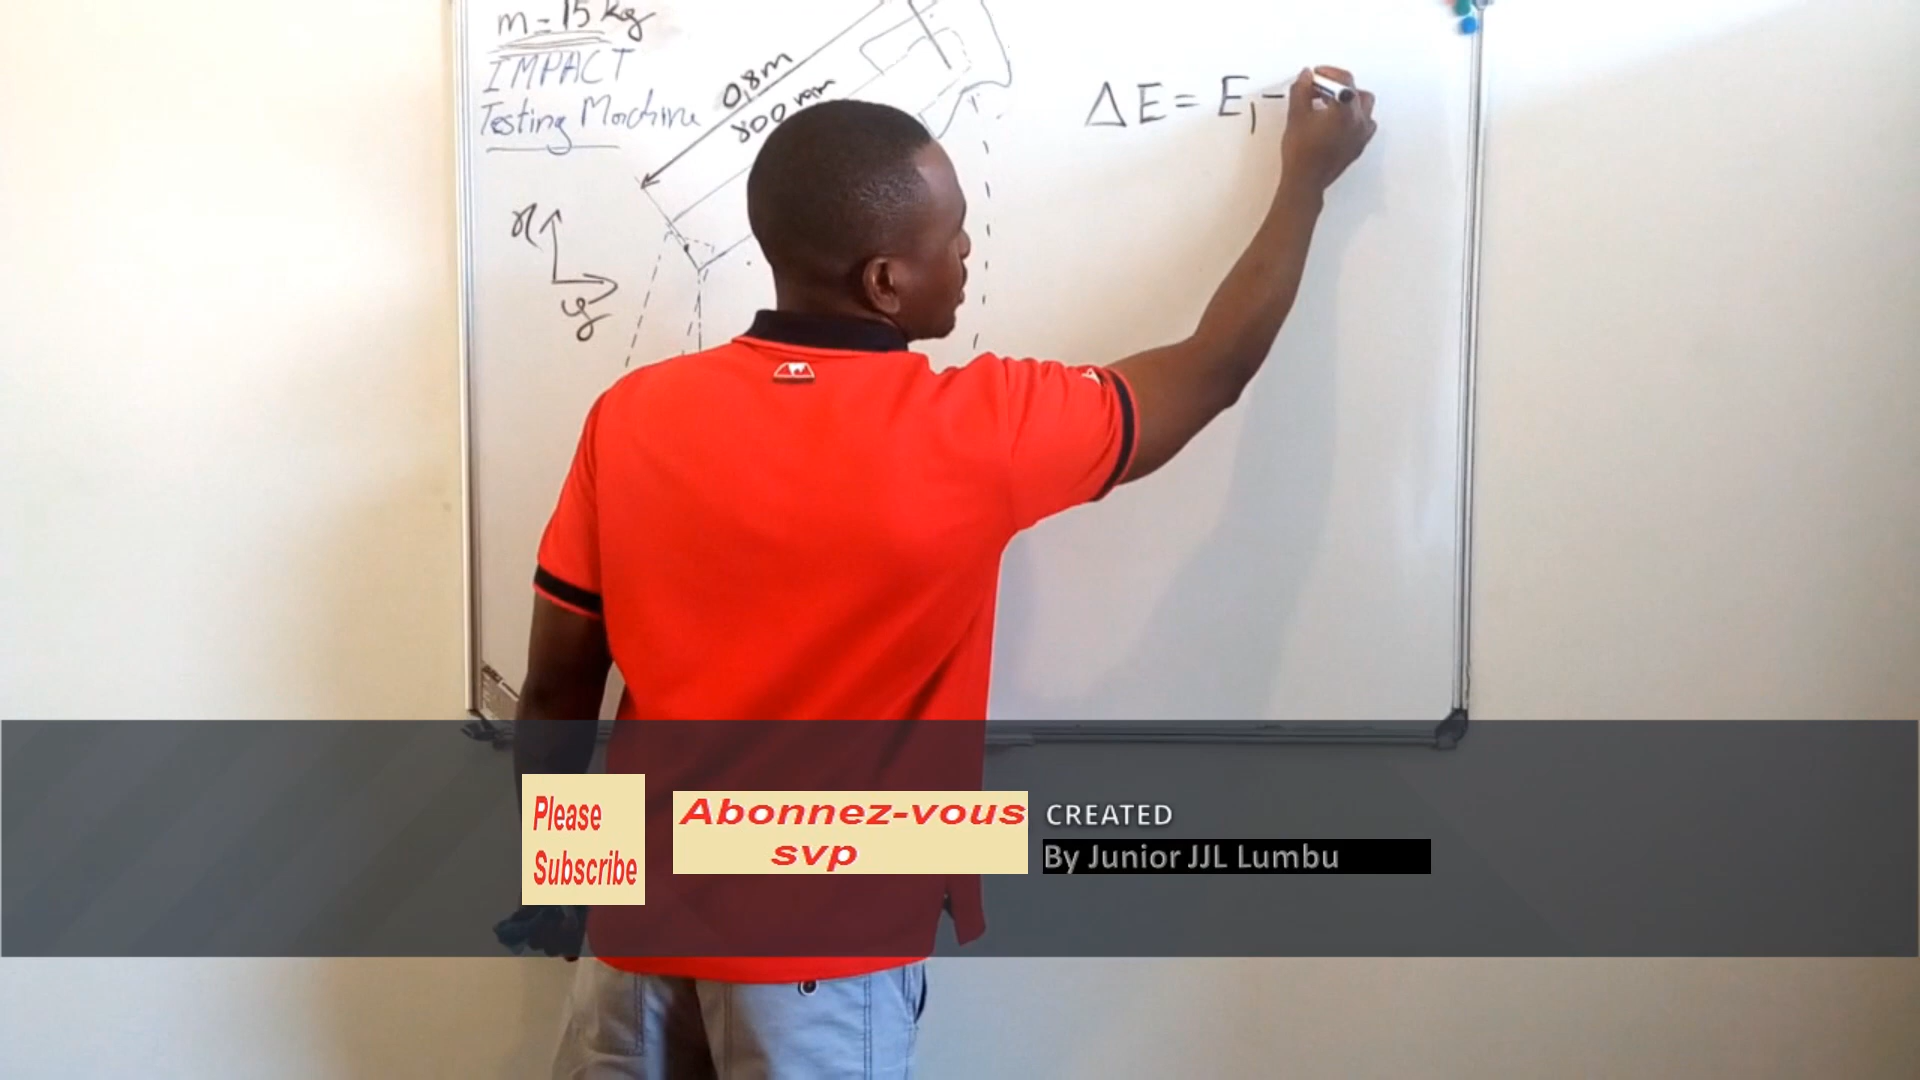 m = 15 kg
IMPACT
Testing Machine
0,8m
800 mm
x
y
ΔE = E₁ -
Please
Subscribe
Abonnez-vous
svp
CREATED
By Junior JJL Lumbu